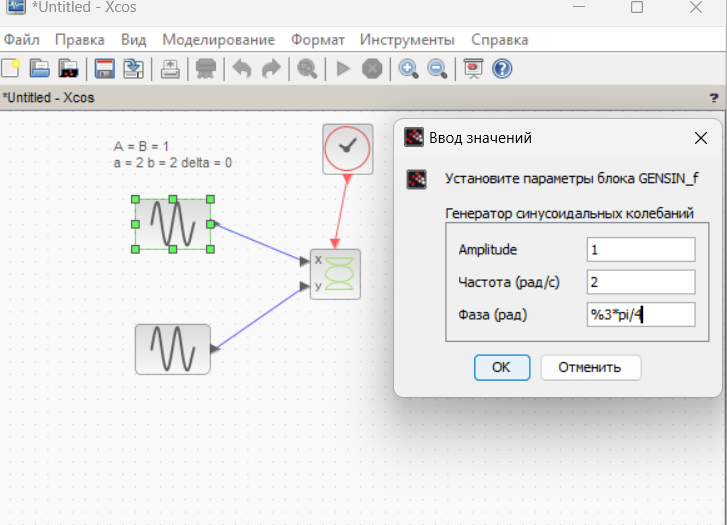 *Untitled - Xcos
Файл Правка Вид Моделирование Формат Инструменты Справка
*Untitled - Xcos
?
A = B = 1
a = 2 b = 2 delta = 0
x
y
Ввод значений
Установите параметры блока GENSIN_f
Генератор синусоидальных колебаний
Amplitude 1
Частота (рад/с) 2
Фаза (рад) %3*pi/4
OK Отменить